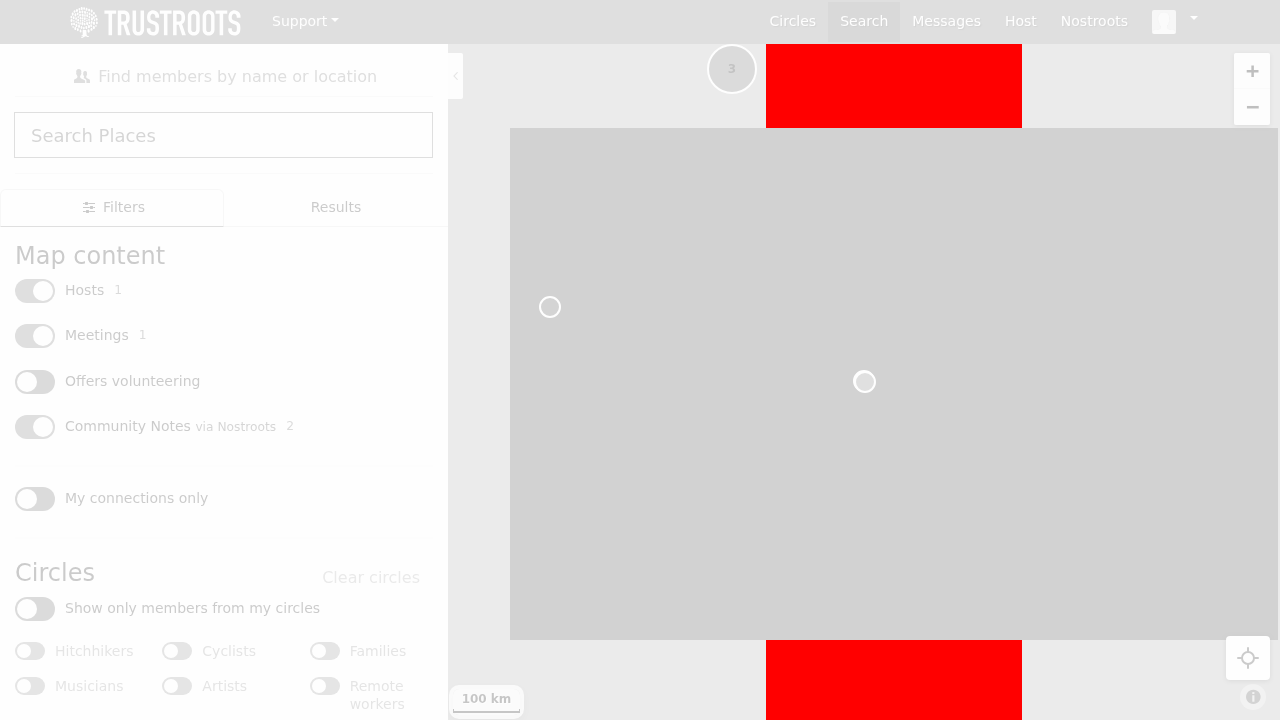 TRUSTROOTS
Support
Circles
Search
Messages
Host
Nostroots
Find members by name or location
Search Places
Filters
Results
Map content
Hosts 1
Meetings 1
Offers volunteering
Community Notes via Nostroots 2
My connections only
Circles
Clear circles
Show only members from my circles
Hitchhikers
Cyclists
Families
Musicians
Artists
Remote
workers
3
+
−
100 km